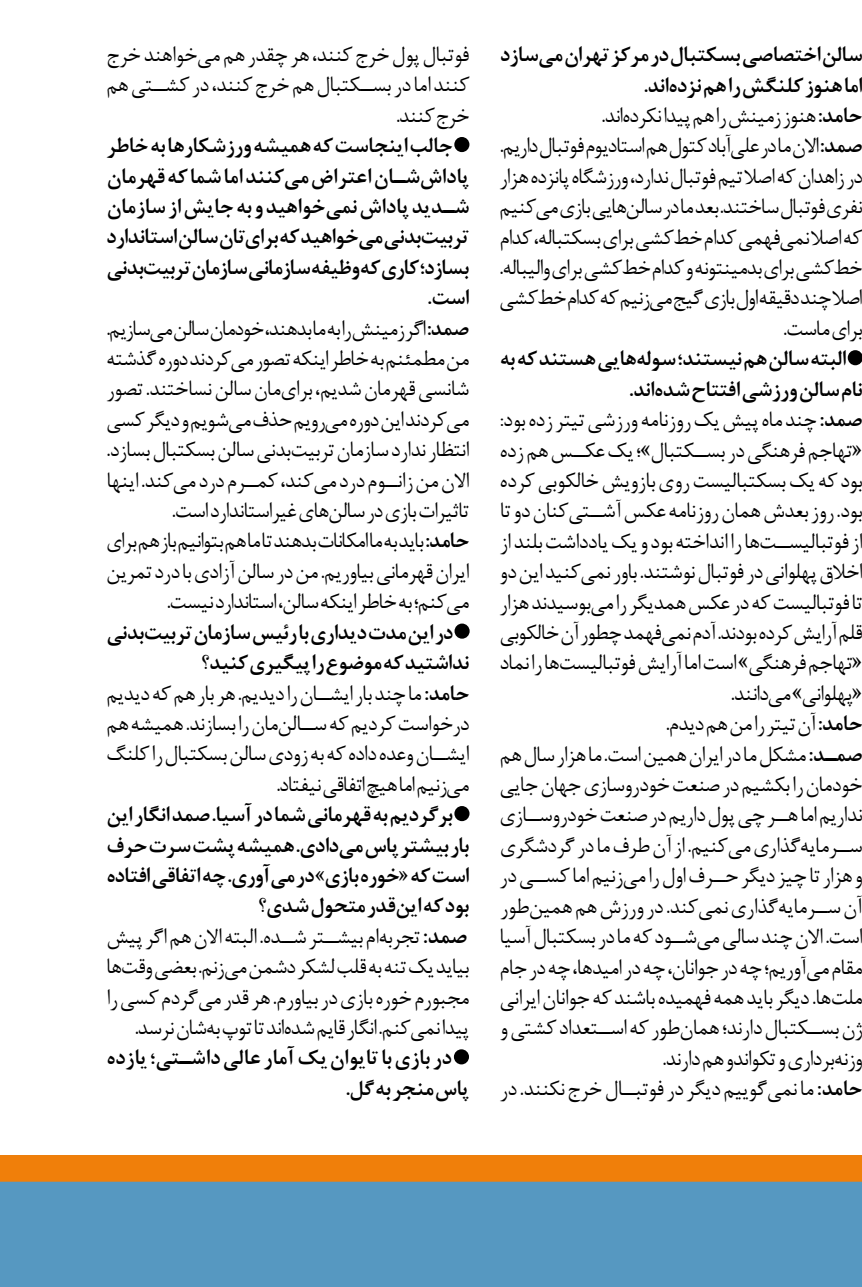 سالن اختصاصی بسکتبال در مرکز تهران می‌سازد
اما هنوز کلنگش را هم نزده‌اند.
حامد: هنوز زمینش را هم پیدا نکرده‌اند.
صمد: الان ما در علی‌آباد کتول هم استادیوم فوتبال داریم.
در زاهدان که اصلا تیم فوتبال ندارد، ورزشگاه پانزده هزار
نفری فوتبال ساختند. بعد ما در سالن‌هایی بازی می‌کنیم
که اصلا نمی‌فهمی کدام خط‌کشی برای بسکتباله، کدام
خط‌کشی برای بدمینتونه و کدام خط‌کشی برای والیباله.
اصلا چند دقیقه اول بازی گیج می‌زنیم که کدام خط‌کشی
برای ماست.
●البته سالن هم نیستند؛ سوله‌هایی هستند که به
نام سالن ورزشی افتتاح شده‌اند.
صمد: چند ماه پیش یک روزنامه ورزشی تیتر زده بود:
«تهاجم فرهنگی در بســکتبال»؛ یک عکــس هم زده
بود که یک بسکتبالیست روی بازویش خالکوبی کرده
بود. روز بعدش همان روزنامه عکس آشــتی‌کنان دو تا
از فوتبالیســت‌ها را انداخته بود و یک یادداشت بلند از
اخلاق پهلوانی در فوتبال نوشتند. باور نمی‌کنید این دو
تا فوتبالیست که در عکس همدیگر را می‌بوسیدند هزار
قلم آرایش کرده بودند. آدم نمی‌فهمد چطور آن خالکوبی
«تهاجم فرهنگی» است اما آرایش فوتبالیست‌ها را نماد
«پهلوانی» می‌دانند.
حامد: آن تیتر را من هم دیدم.
صمــد: مشکل ما در ایران همین است. ما هزار سال هم
خودمان را بکشیم در صنعت خودروسازی جهان جایی
نداریم اما هــر چی پول داریم در صنعت خودروســازی
ســرمایه‌گذاری می‌کنیم. از آن طرف ما در گردشگری
و هزار تا چیز دیگر حــرف اول را می‌زنیم اما کســی در
آن ســرمایه‌گذاری نمی‌کند. در ورزش هم همین‌طور
است. الان چند سالی می‌شــود که ما در بسکتبال آسیا
مقام می‌آوریم؛ چه در جوانان، چه در امیدها، چه در جام
ملت‌ها. دیگر باید همه فهمیده باشند که جوانان ایرانی
ژن بســکتبال دارند؛ همان‌طور که اســتعداد کشتی و
وزنه‌برداری و تکواندو هم دارند.
حامد: ما نمی‌گوییم دیگر در فوتبــال خرج نکنند. در
فوتبال پول خرج کنند، هر چقدر هم می‌خواهند خرج
کنند اما در بســکتبال هم خرج کنند، در کشــتی هم
خرج کنند.
●جالب اینجاست که همیشه ورزشکارها به خاطر
پاداش‌شــان اعتراض می‌کنند اما شما که قهرمان
شــدید پاداش نمی‌خواهید و به جایش از سازمان
تربیت‌بدنی می‌خواهید که برای‌تان سالن استاندارد
بسازد؛ کاری که وظیفه سازمانی سازمان تربیت‌بدنی
است.
صمد: اگر زمینش را به ما بدهند، خودمان سالن می‌سازیم.
من مطمئنم به خاطر اینکه تصور می‌کردند دوره گذشته
شانسی قهرمان شدیم، برای‌مان سالن نساختند. تصور
می‌کردند این دوره می‌رویم حذف می‌شویم و دیگر کسی
انتظار ندارد سازمان تربیت‌بدنی سالن بسکتبال بسازد.
الان من زانــوم درد می‌کند، کمــرم درد می‌کند. اینها
تاثیرات بازی در سالن‌های غیراستاندارد است.
حامد: باید به ما امکانات بدهند تا ما هم بتوانیم باز هم برای
ایران قهرمانی بیاوریم. من در سالن آزادی با درد تمرین
می‌کنم؛ به خاطر اینکه سالن، استاندارد نیست.
●در این مدت دیداری با رئیس سازمان تربیت‌بدنی
نداشتید که موضوع را پیگیری کنید؟
حامد: ما چند بار ایشــان را دیدیم. هر بار هم که دیدیم
درخواست کردیم که ســالن‌مان را بسازند. همیشه هم
ایشــان وعده داده که به زودی سالن بسکتبال را کلنگ
می‌زنیم اما هیچ اتفاقی نیفتاد.
●برگردیم به قهرمانی شما در آسیا. صمد انگار این
بار بیشتر پاس می‌دادی. همیشه پشت سرت حرف
است که «خوره بازی» در می‌آوری. چه اتفاقی افتاده
بود که این‌قدر متحول شدی؟
صمد: تجربه‌ام بیشــتر شــده. البته الان هم اگر پیش
بیاید یک تنه به قلب لشکر دشمن می‌زنم. بعضی وقت‌ها
مجبورم خوره بازی در بیاورم. هر قدر می‌گردم کسی را
پیدا نمی‌کنم. انگار قایم شده‌اند تا توپ به‌شان نرسد.
●در بازی با تایوان یک آمار عالی داشــتی؛ یازده
پاس منجر به گل.